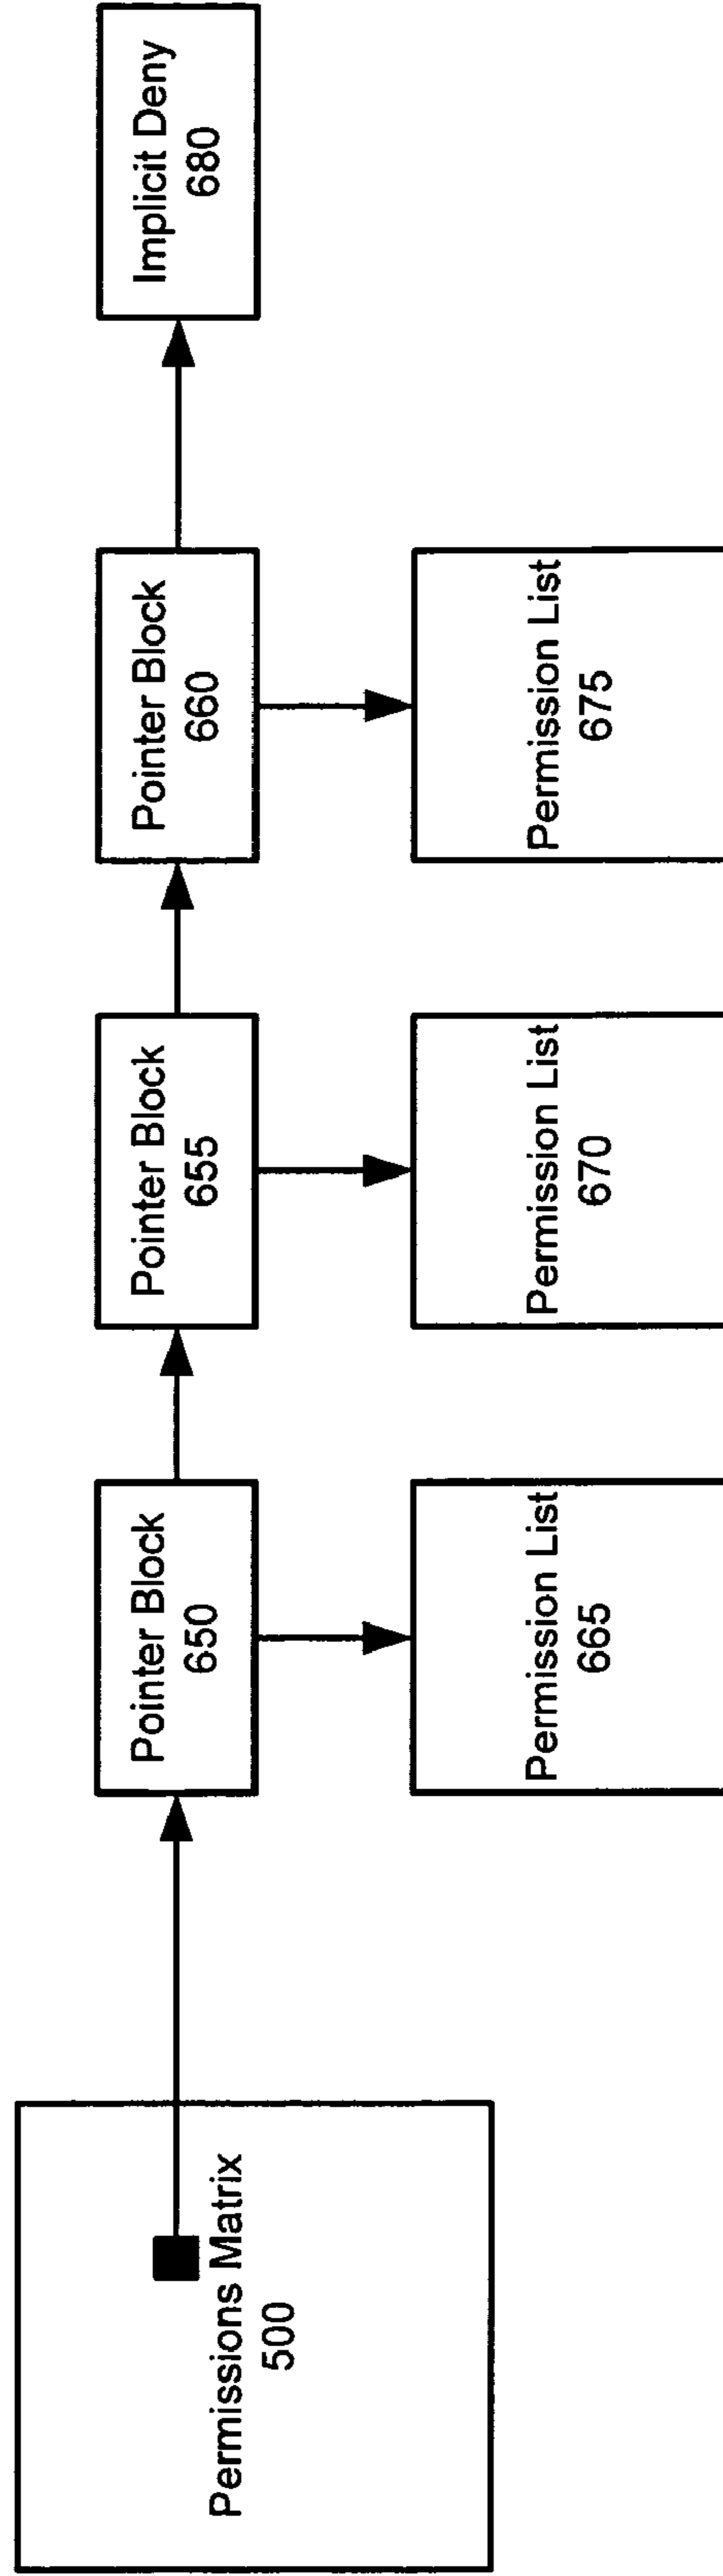 Permissions Matrix
500
Pointer Block
650
Pointer Block
655
Pointer Block
660
Implicit Deny
680
Permission List
665
Permission List
670
Permission List
675